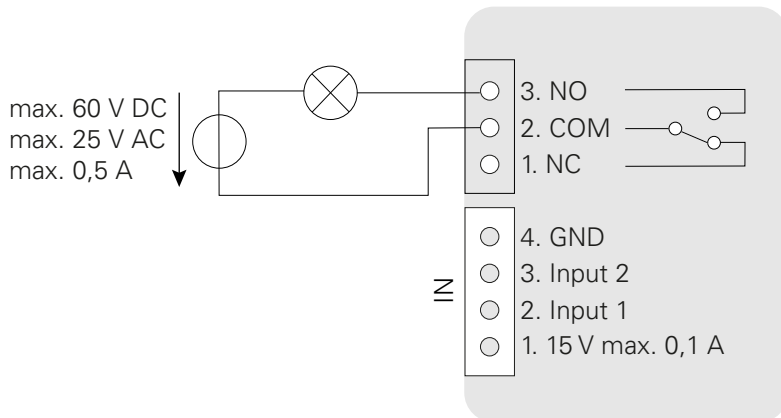 max. 60 V DC
max. 25 V AC
max. 0,5 A
3. NO
2. COM
1. NC
IN
4. GND
3. Input 2
2. Input 1
1. 15 V max. 0,1 A